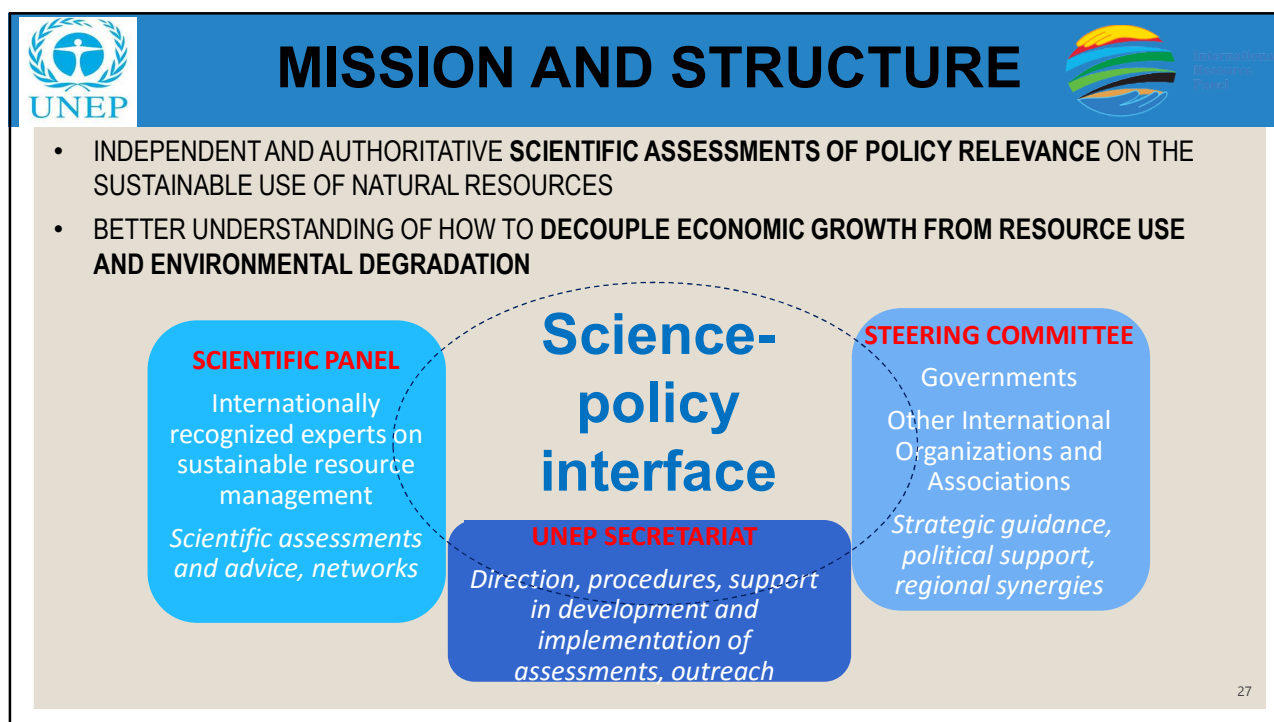 UNEP
MISSION AND STRUCTURE
International
Resource
Panel
• INDEPENDENT AND AUTHORITATIVE SCIENTIFIC ASSESSMENTS OF POLICY RELEVANCE ON THE
SUSTAINABLE USE OF NATURAL RESOURCES
• BETTER UNDERSTANDING OF HOW TO DECOUPLE ECONOMIC GROWTH FROM RESOURCE USE
AND ENVIRONMENTAL DEGRADATION
SCIENTIFIC PANEL
Internationally
recognized experts on
sustainable resource
management
Scientific assessments
and advice, networks
Science-
policy
interface
UNEP SECRETARIAT
Direction, procedures, support
in development and
implementation of
assessments, outreach
STEERING COMMITTEE
Governments
Other International
Organizations and
Associations
Strategic guidance,
political support,
regional synergies
27